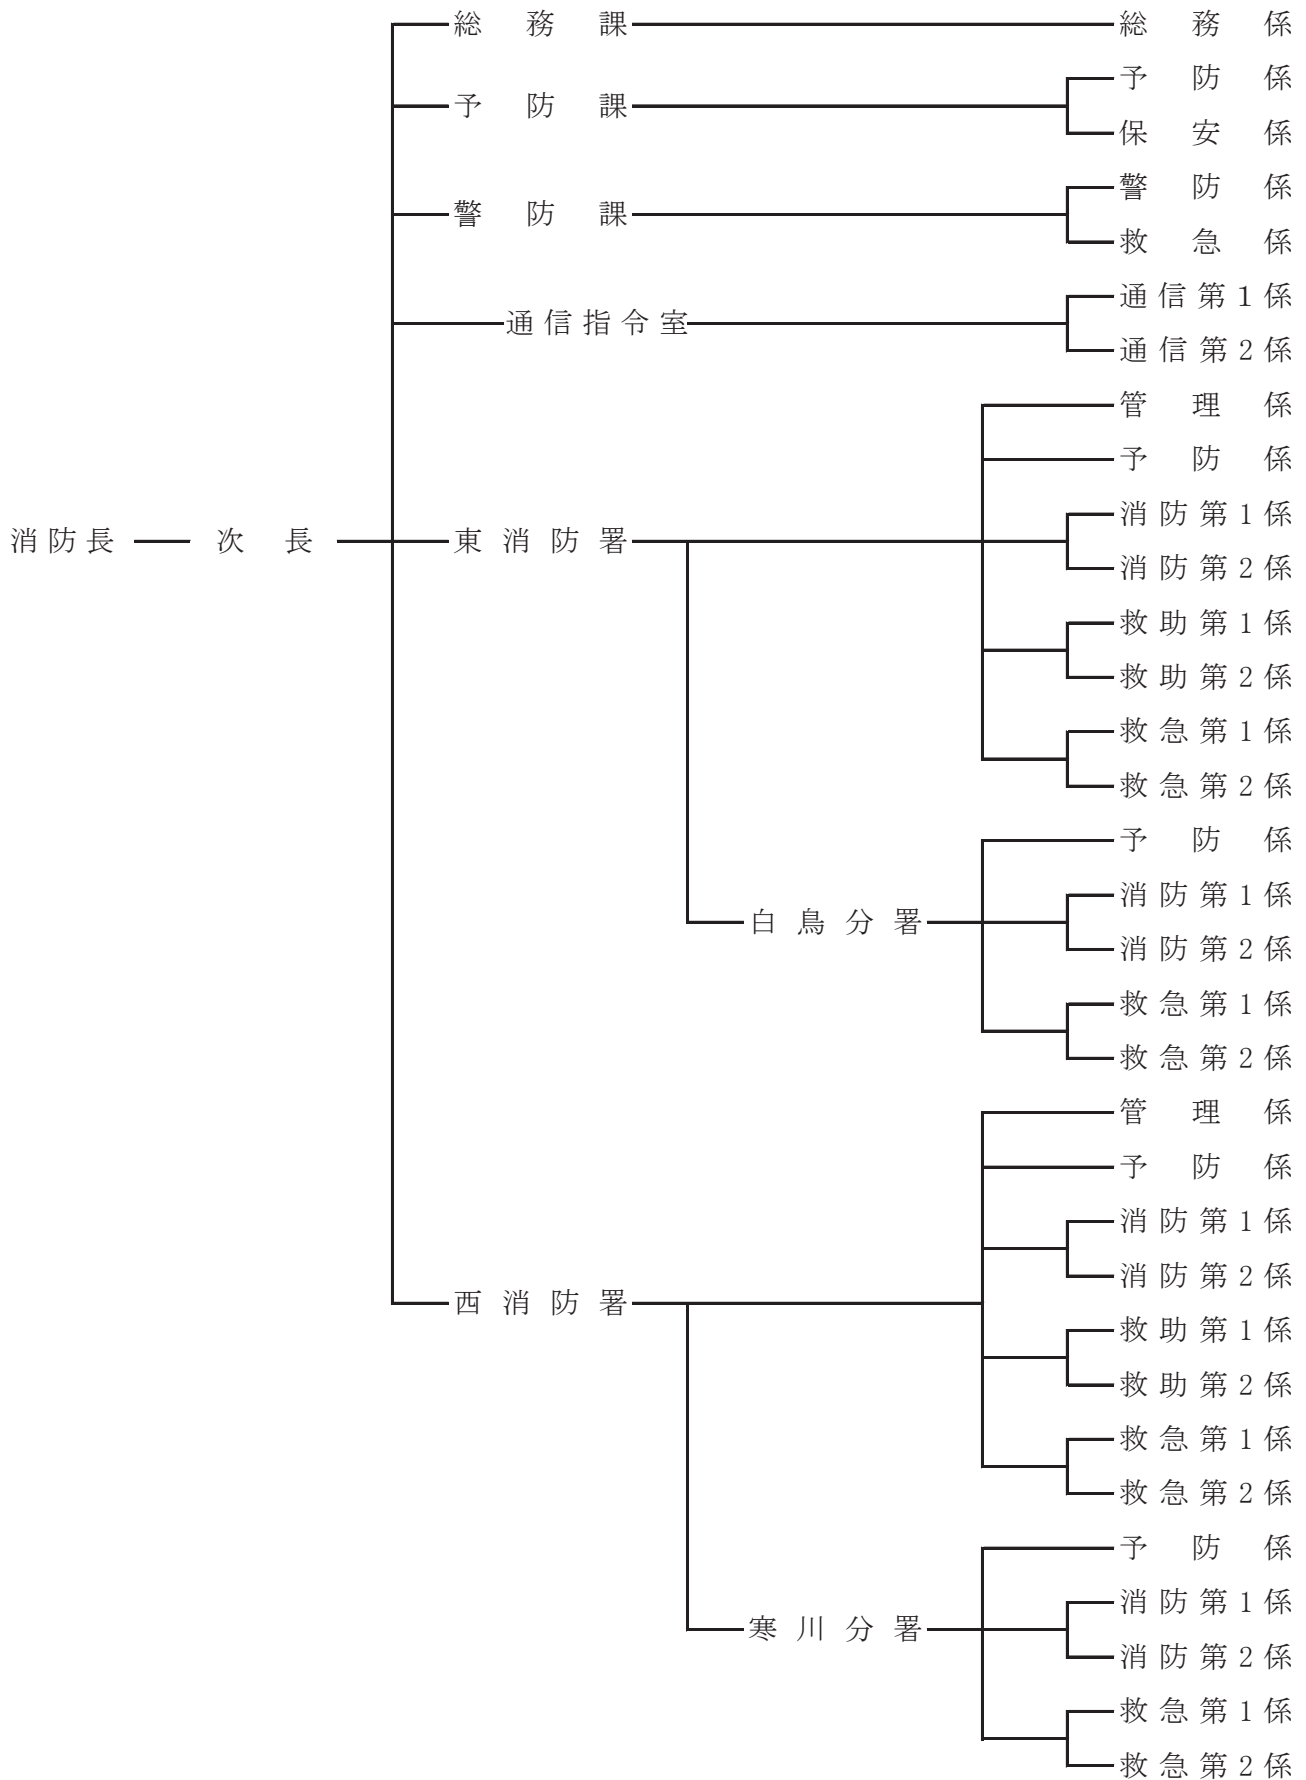 総務課 総務係
予防係
予防課
保安係
警防係
警防課
救急係
通信第1係
通信指令室
通信第2係
管理係
予防係
消防第1係
消防長 次長 東消防署
消防第2係
救助第1係
救助第2係
救急第1係
救急第2係
予防係
消防第1係
白鳥分署
消防第2係
救急第1係
救急第2係
管理係
予防係
消防第1係
消防第2係
西消防署
救助第1係
救助第2係
救急第1係
救急第2係
予防係
消防第1係
寒川分署
消防第2係
救急第1係
救急第2係